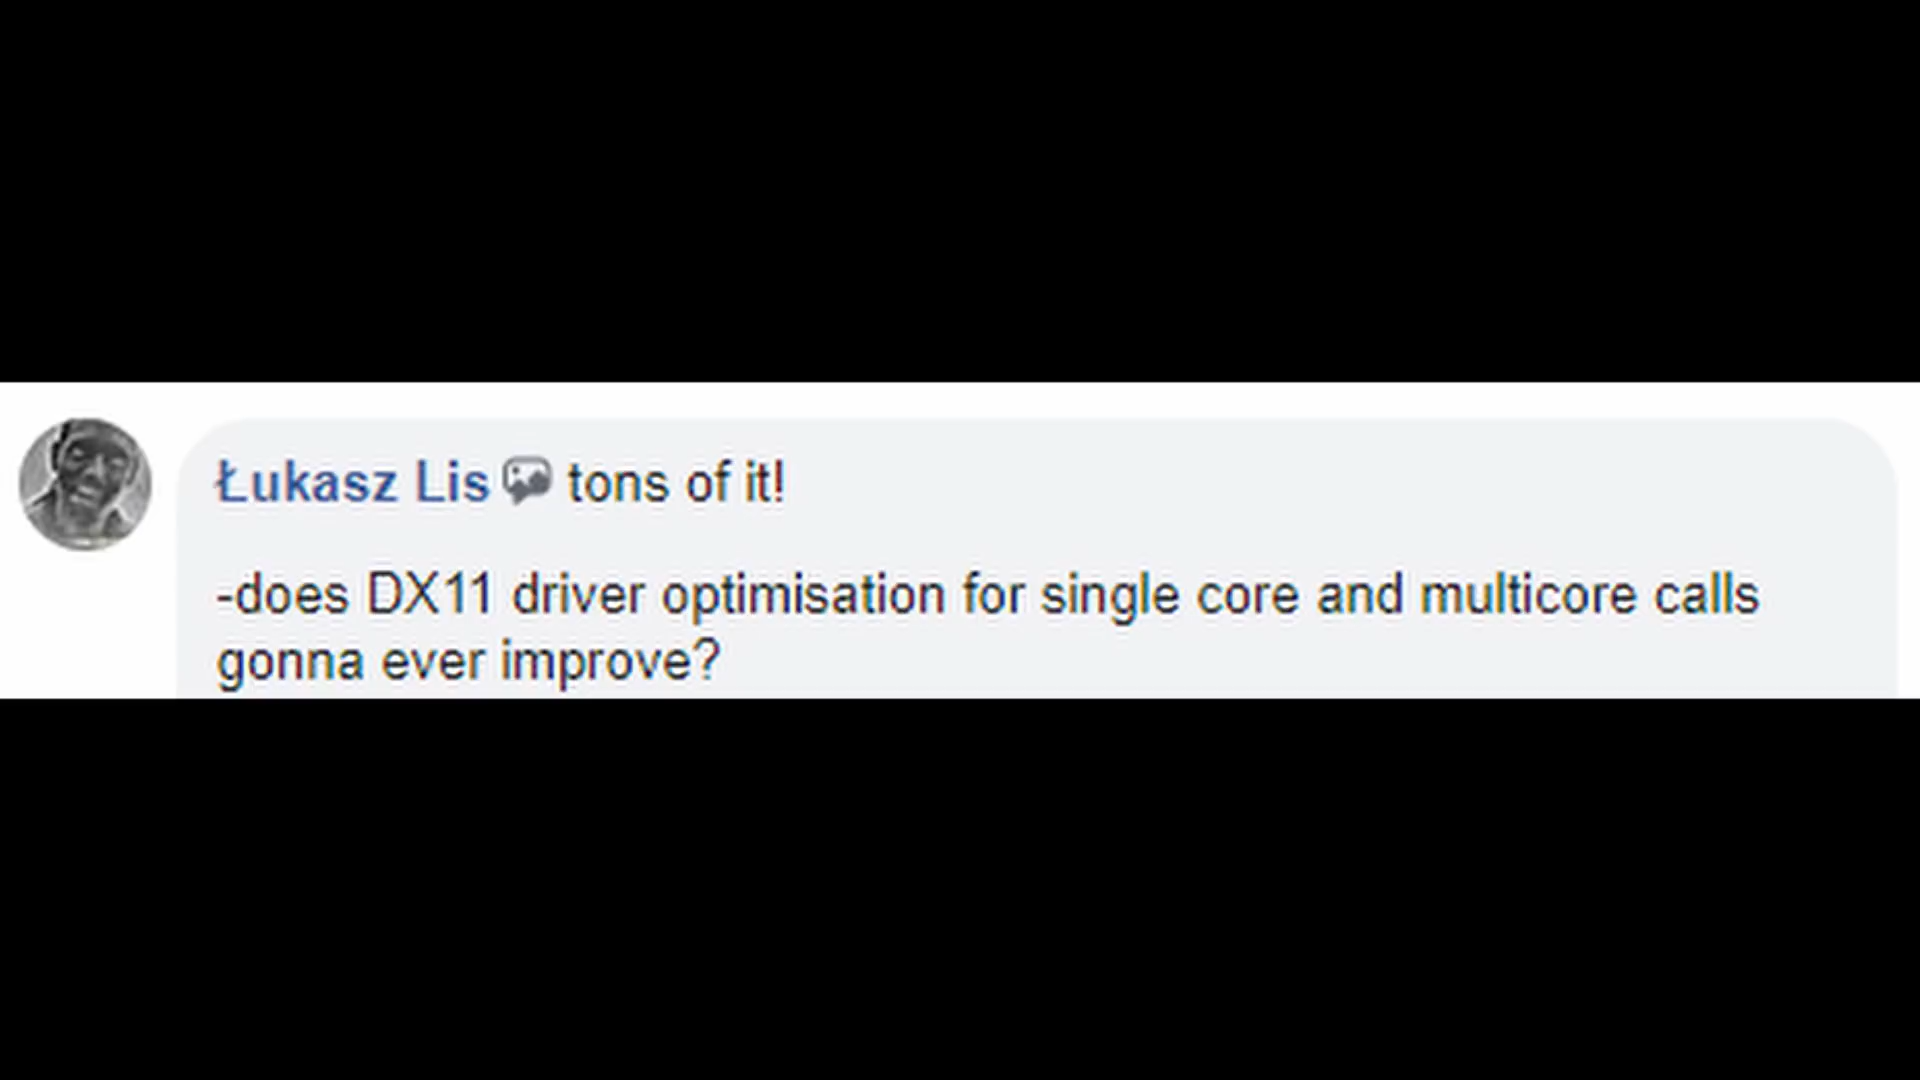 Łukasz Lis tons of it!
-does DX11 driver optimisation for single core and multicore calls
gonna ever improve?